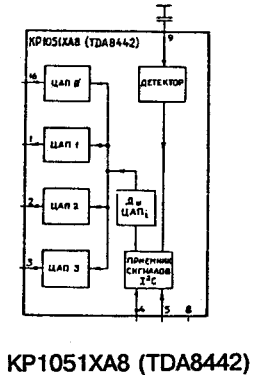 КР1051ХА8 (TDA8442)
9
16
ЦАП 0
ДЕТЕКТОР
1
ЦАП 1
2
ЦАП 2
ЦАПi
3
ЦАП 3
ПРИЕМНИК
СИГНАЛОВ
I²C
4
5
8
КР1051ХА8 (TDA8442)